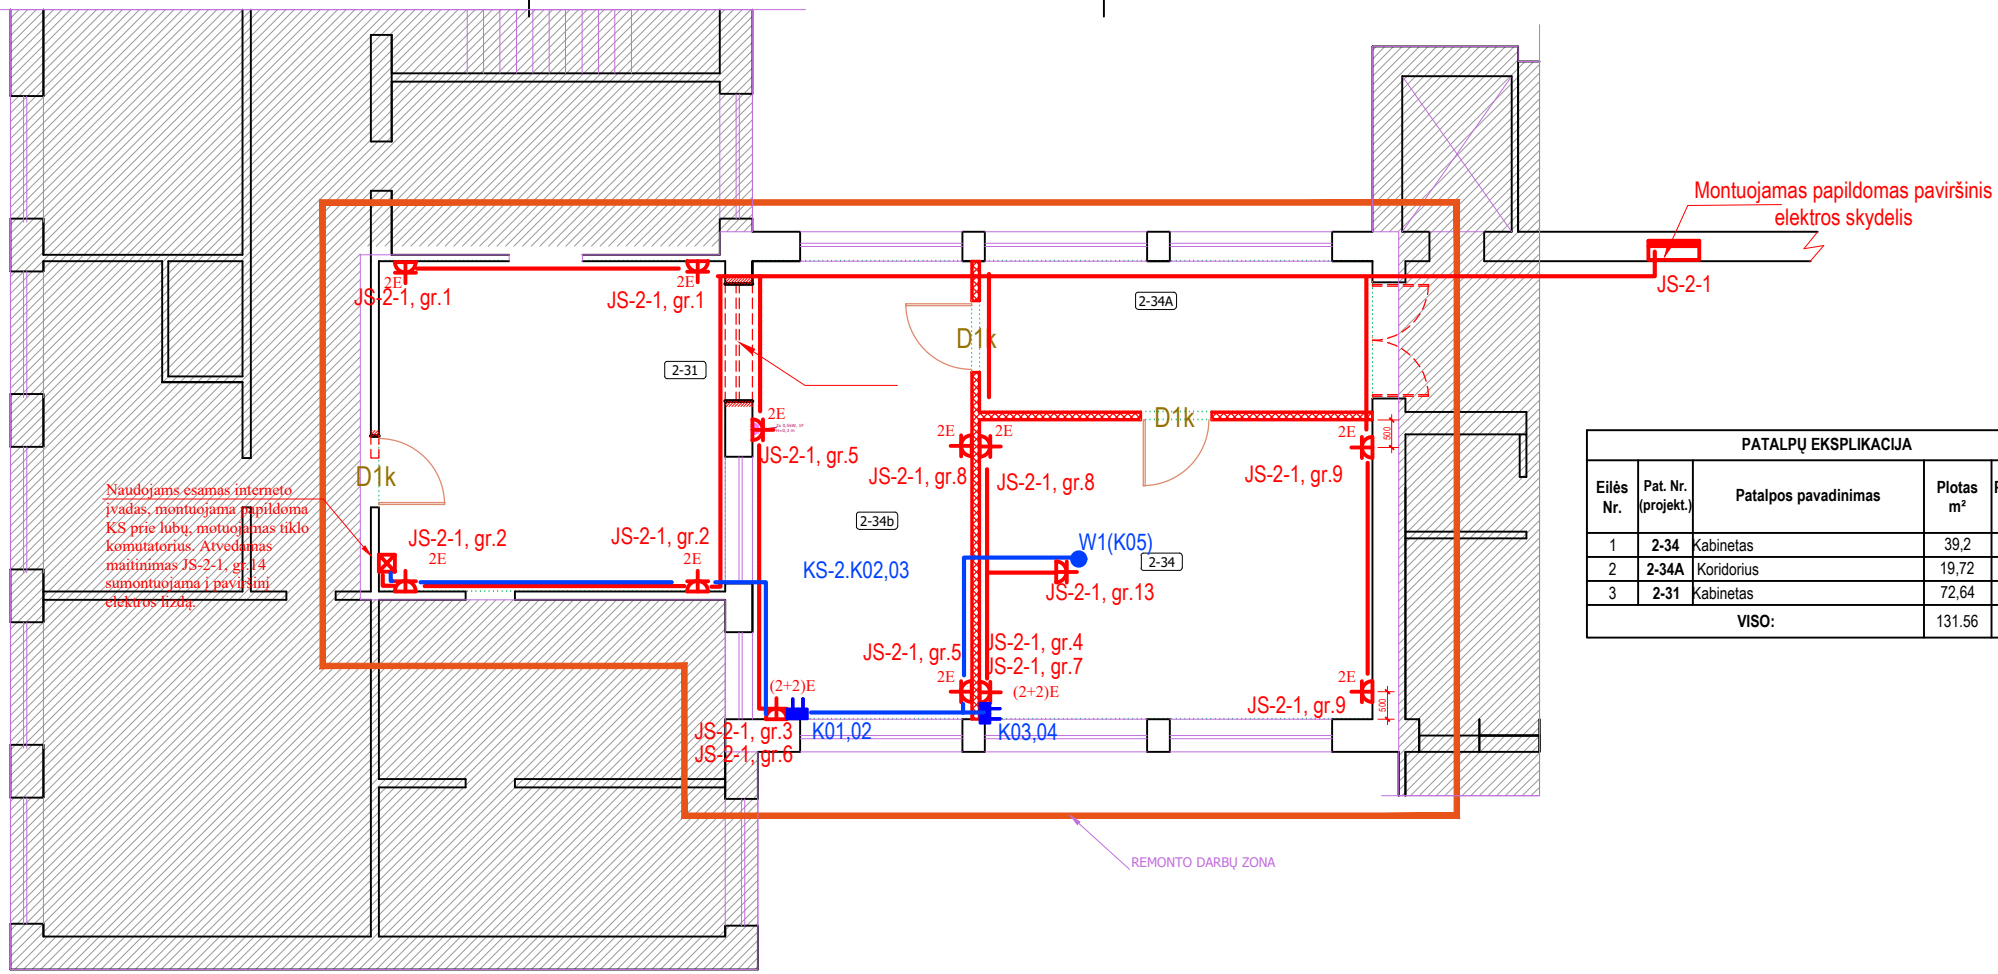 Montuojamas papildomas paviršinis
elektros skydelis
JS-2-1
2E
JS-2-1, gr.1
2E
JS-2-1, gr.1
2-31
2-34A
D1k
D1k
D1k
2E
JS-2-1, gr.5
2E
JS-2-1, gr.8
2E
JS-2-1, gr.8
2E
JS-2-1, gr.9
500
Naudojams esamas interneto
įvadas, montuojama papildoma
KS prie lubų, motuojamas tiklo
komutatorius. Atvedamas
maitinimas JS-2-1, gr.14
sumontuojama į paviršinį
elektros lizdą.
JS-2-1, gr.2
2E
JS-2-1, gr.2
2E
2-34b
KS-2.K02,03
W1(K05)
2-34
JS-2-1, gr.13
JS-2-1, gr.5
2E
JS-2-1, gr.4
JS-2-1, gr.7
(2+2)E
2E
JS-2-1, gr.9
500
(2+2)E
JS-2-1, gr.3
JS-2-1, gr.6
K01,02
K03,04
REMONTO DARBŲ ZONA
PATALPŲ EKSPLIKACIJA
Eilės Nr. Pat. Nr. (projekt.) Patalpos pavadinimas Plotas m² P
1 2-34 Kabinetas 39,2
2 2-34A Koridorius 19,72
3 2-31 Kabinetas 72,64
VISO: 131.56